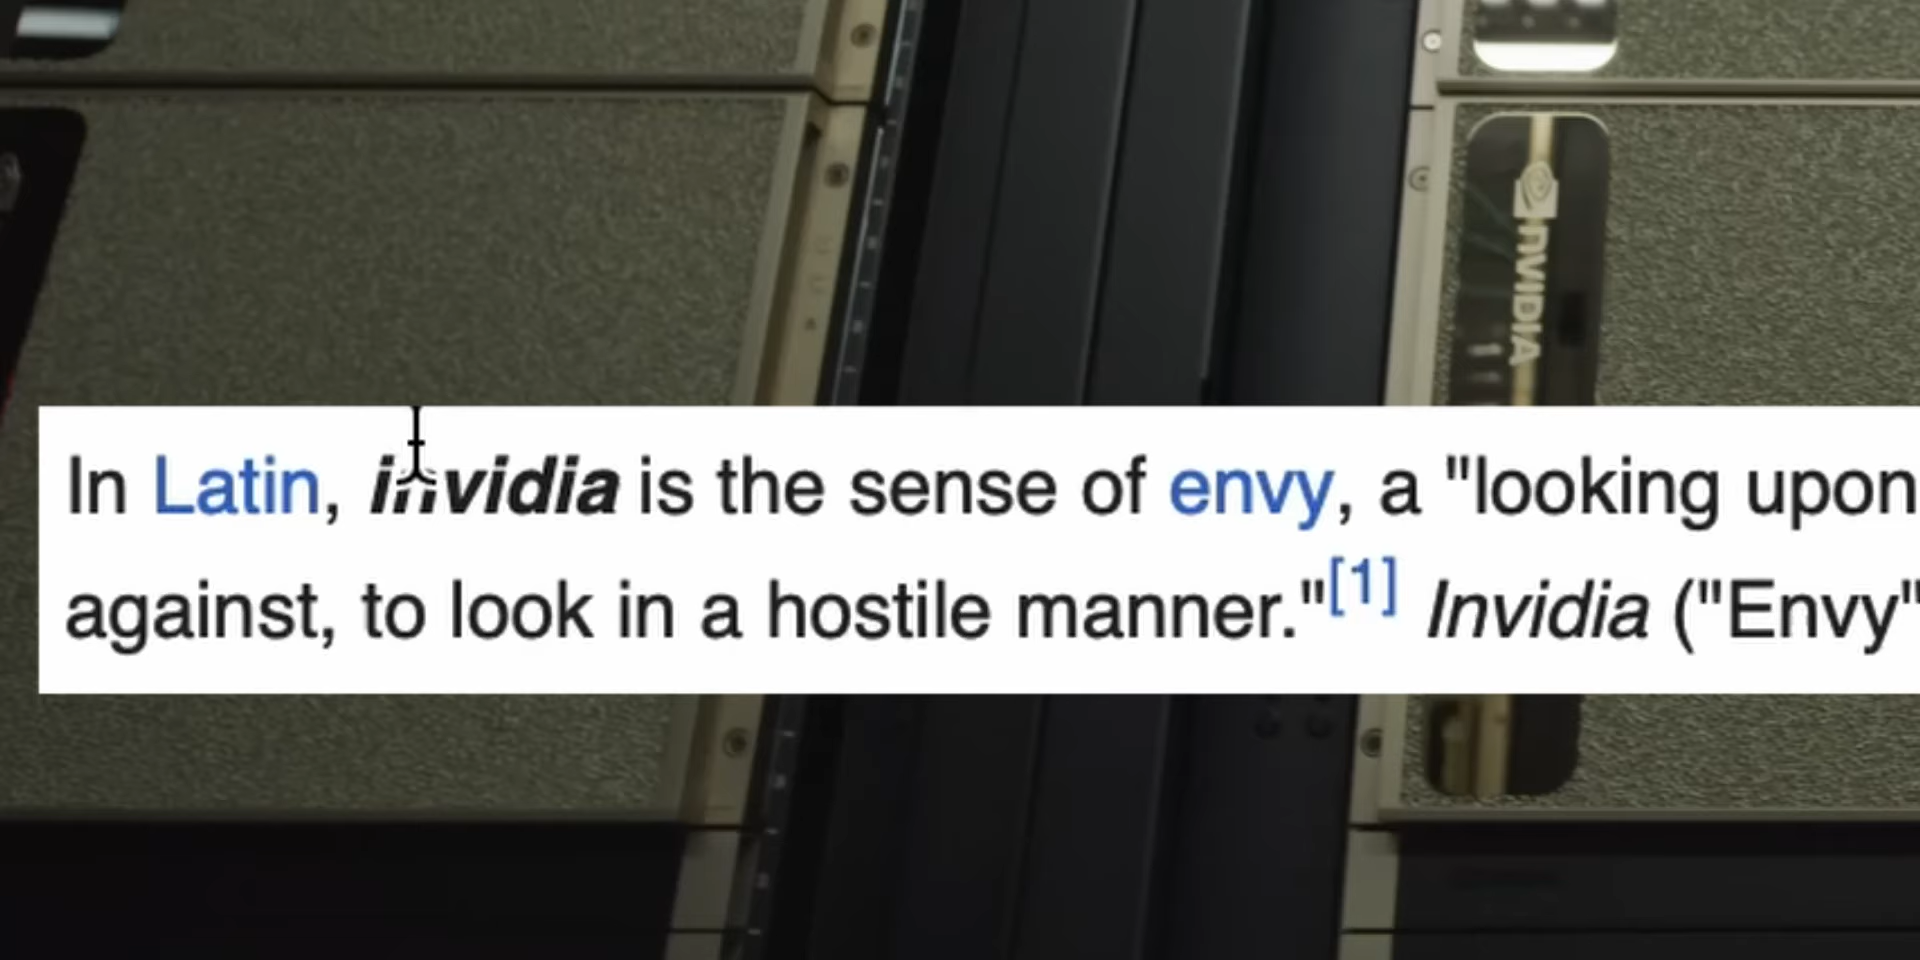 NVIDIA
In Latin, invidia is the sense of envy, a "looking upon
against, to look in a hostile manner."[1] Invidia ("Envy"